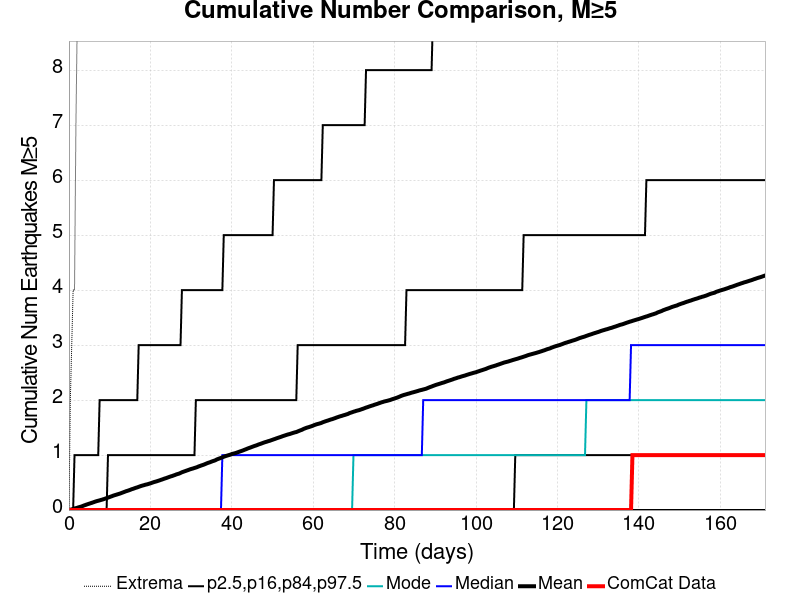 Cumulative Number Comparison, M≥5
Cumulative Num Earthquakes M≥5
8
7
6
5
4
3
2
1
0
0 20 40 60 80 100 120 140 160
Time (days)
Extrema p2.5,p16,p84,p97.5 Mode Median Mean ComCat Data